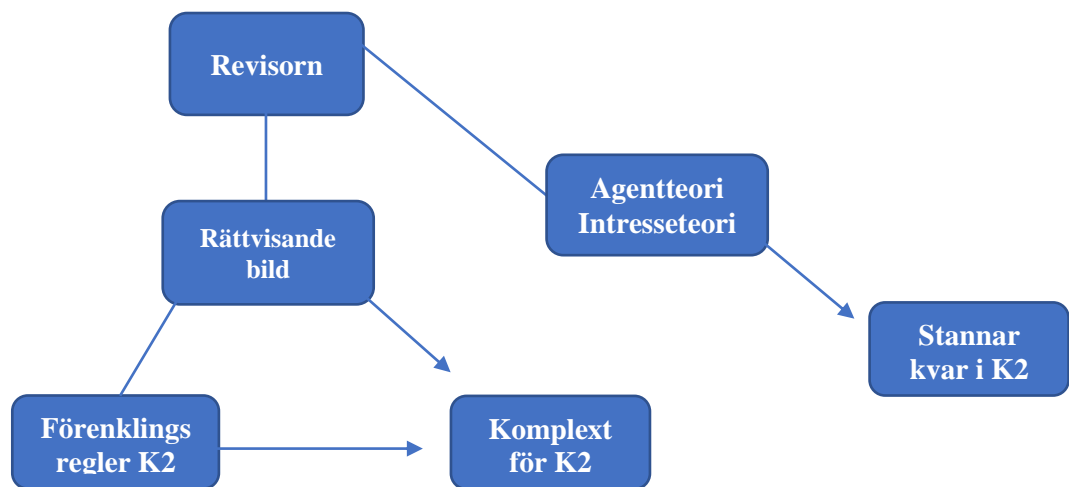 Revisorn
Agentteori
Intresseteori
Rättvisande
bild
Stannar
kvar i K2
Förenklings
regler K2
Komplext
för K2